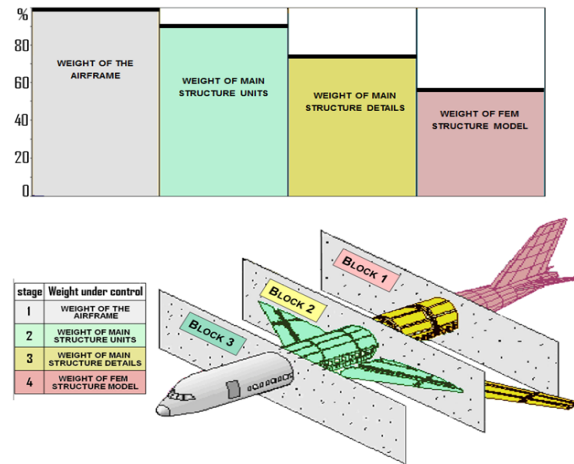 %
80
60
40
20
0
WEIGHT OF THE
AIRFRAME
WEIGHT OF MAIN
STRUCTURE UNITS
WEIGHT OF MAIN
STRUCTURE DETAILS
WEIGHT OF FEM
STRUCTURE MODEL
BLOCK 1
BLOCK 2
BLOCK 3
stage Weight under control
1 WEIGHT OF THE
AIRFRAME
2 WEIGHT OF MAIN
STRUCTURE UNITS
3 WEIGHT OF MAIN
STRUCTURE DETAILS
4 WEIGHT OF FEM
STRUCTURE MODEL